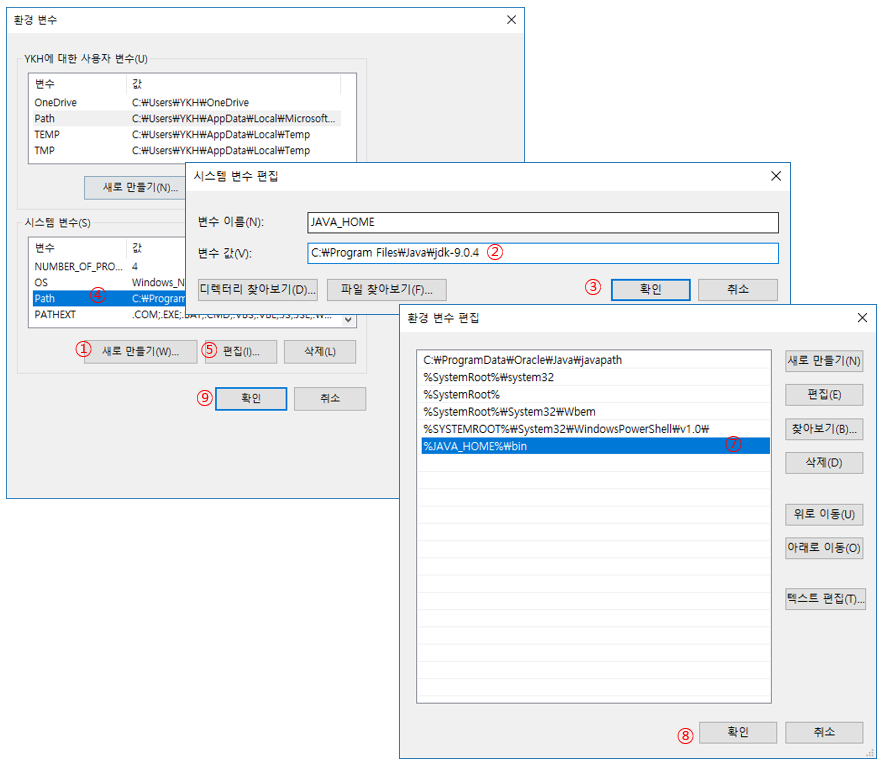 환경 변수
YKH에 대한 사용자 변수(U)
변수 값
OneDrive C:₩Users₩YKH₩OneDrive
Path C:₩Users₩YKH₩AppData₩Local₩Microsoft...
TEMP C:₩Users₩YKH₩AppData₩Local₩Temp
TMP C:₩Users₩YKH₩AppData₩Local₩Temp
새로 만들기(N)...
시스템 변수(S)
변수 값
NUMBER_OF_PRO... 4
OS Windows_N
Path ④ C:₩Program
PATHEXT .COM;.EXE;.BAT;.CMD;.VBS;.VBE;.JS;.JSE;.W...
① 새로 만들기(W)... ⑤ 편집(I)... 삭제(L)
⑨ 확인 취소
시스템 변수 편집
변수 이름(N): JAVA_HOME
변수 값(V): C:₩Program Files₩Java₩jdk-9.0.4 ②
디렉터리 찾아보기(D)... 파일 찾아보기(F)... ③ 확인 취소
환경 변수 편집
C:₩ProgramData₩Oracle₩Java₩javapath
%SystemRoot%₩system32
%SystemRoot%
%SystemRoot%₩System32₩Wbem
%SYSTEMROOT%₩System32₩WindowsPowerShell₩v1.0₩
%JAVA_HOME%₩bin ⑦
새로 만들기(N)
편집(E)
찾아보기(B)...
삭제(D)
위로 이동(U)
아래로 이동(O)
텍스트 편집(T)...
⑧ 확인 취소